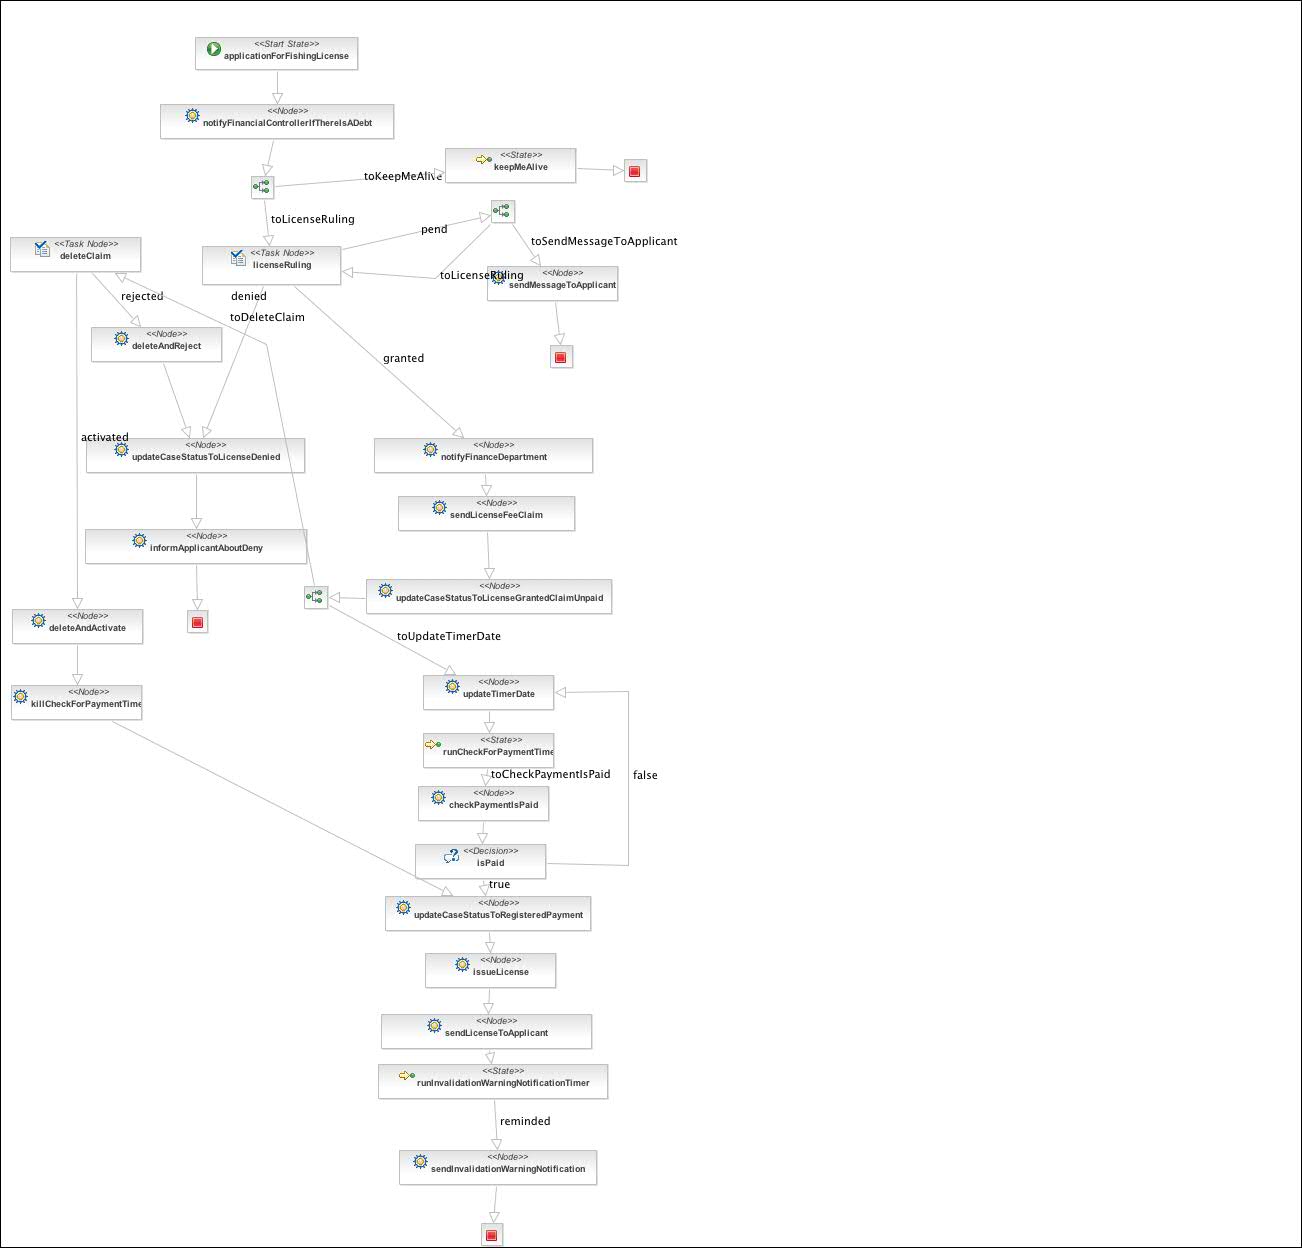 <<Start State>>
applicationForFishingLicense
<<Node>>
notifyFinancialControllerIfThereIsADebt
<<State>>
keepMeAlive
toKeepMeAlive
toLicenseRuling
pend
toSendMessageToApplicant
<<Task Node>>
deleteClaim
<<Task Node>>
licenseRuling
toLicenseRuling
<<Node>>
sendMessageToApplicant
rejected
denied
toDeleteClaim
<<Node>>
deleteAndReject
granted
activated
<<Node>>
updateCaseStatusToLicenseDenied
<<Node>>
notifyFinanceDepartment
<<Node>>
sendLicenseFeeClaim
<<Node>>
informApplicantAboutDeny
<<Node>>
updateCaseStatusToLicenseGrantedClaimUnpaid
<<Node>>
deleteAndActivate
toUpdateTimerDate
<<Node>>
killCheckForPaymentTime
<<Node>>
updateTimerDate
<<State>>
runCheckForPaymentTime
toCheckPaymentIsPaid
false
<<Node>>
checkPaymentIsPaid
<<Decision>>
isPaid
true
<<Node>>
updateCaseStatusToRegisteredPayment
<<Node>>
issueLicense
<<Node>>
sendLicenseToApplicant
<<State>>
runInvalidationWarningNotificationTimer
reminded
<<Node>>
sendInvalidationWarningNotification